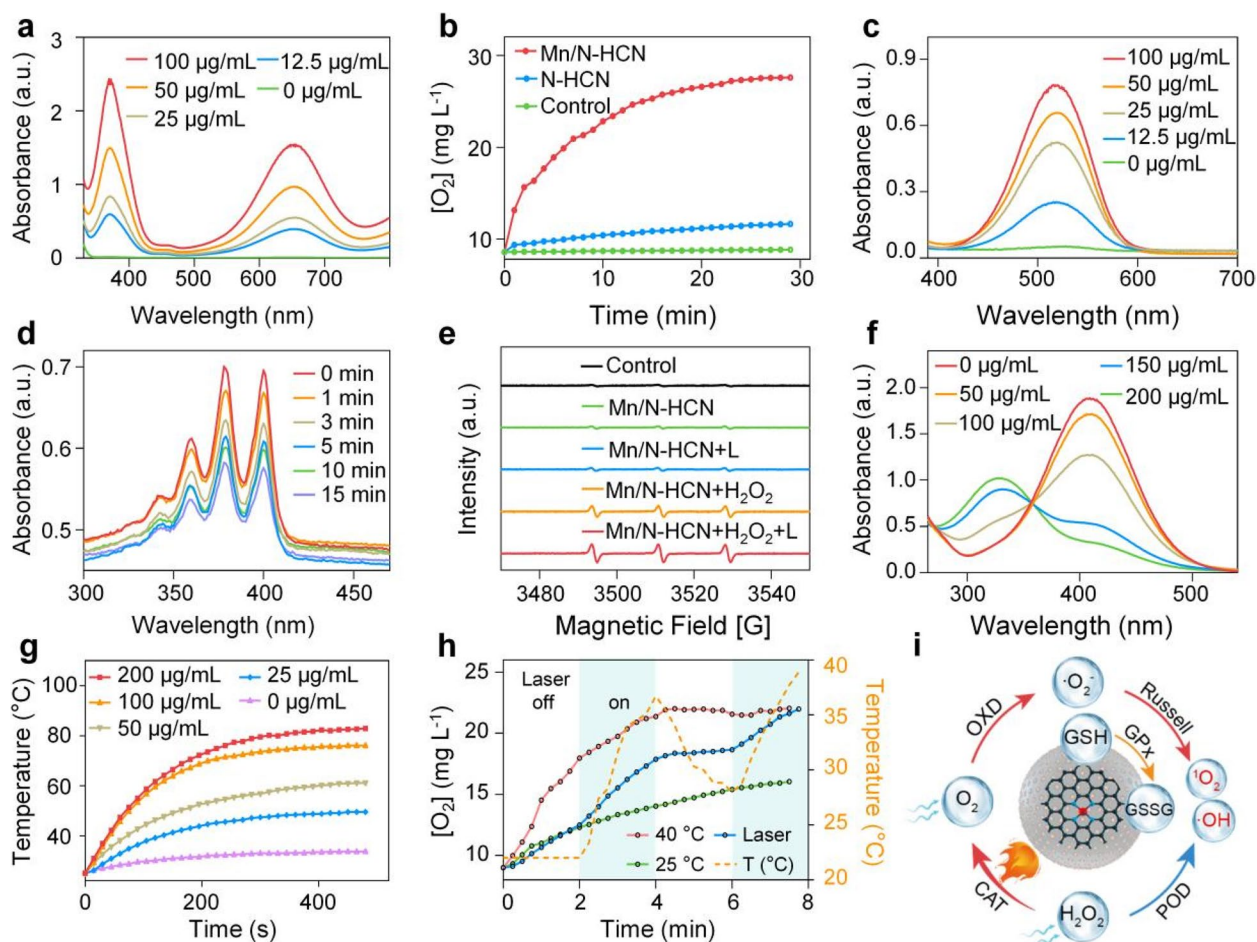 a
3
2
1
0
Absorbance (a.u.)
100 µg/mL
50 µg/mL
25 µg/mL
12.5 µg/mL
0 µg/mL
400
500
600
700
Wavelength (nm)
b
30
20
10
[O₂] (mg L⁻¹)
Mn/N-HCN
N-HCN
Control
0
10
20
30
Time (min)
c
0.9
0.6
0.3
0.0
Absorbance (a.u.)
100 µg/mL
50 µg/mL
25 µg/mL
12.5 µg/mL
0 µg/mL
400
500
600
700
Wavelength (nm)
d
0.7
0.6
0.5
Absorbance (a.u.)
0 min
1 min
3 min
5 min
10 min
15 min
300
350
400
450
Wavelength (nm)
e
Intensity (a.u.)
Control
Mn/N-HCN
Mn/N-HCN+L
Mn/N-HCN+H₂O₂
Mn/N-HCN+H₂O₂+L
3480
3500
3520
3540
Magnetic Field [G]
f
2.0
1.5
1.0
0.5
0.0
Absorbance (a.u.)
0 µg/mL
50 µg/mL
100 µg/mL
150 µg/mL
200 µg/mL
300
400
500
Wavelength (nm)
g
100
80
60
40
Temperature (°C)
200 µg/mL
100 µg/mL
50 µg/mL
25 µg/mL
0 µg/mL
0
200
400
Time (s)
h
25
20
15
10
[O₂] (mg L⁻¹)
Laser
off
on
40 °C
25 °C
Laser
T (°C)
40
35
30
25
20
Temperature (°C)
0
2
4
6
8
Time (min)
i
·O₂⁻
OXD
Russell
GSH
GPx
O₂
¹O₂
GSSG
·OH
CAT
POD
H₂O₂